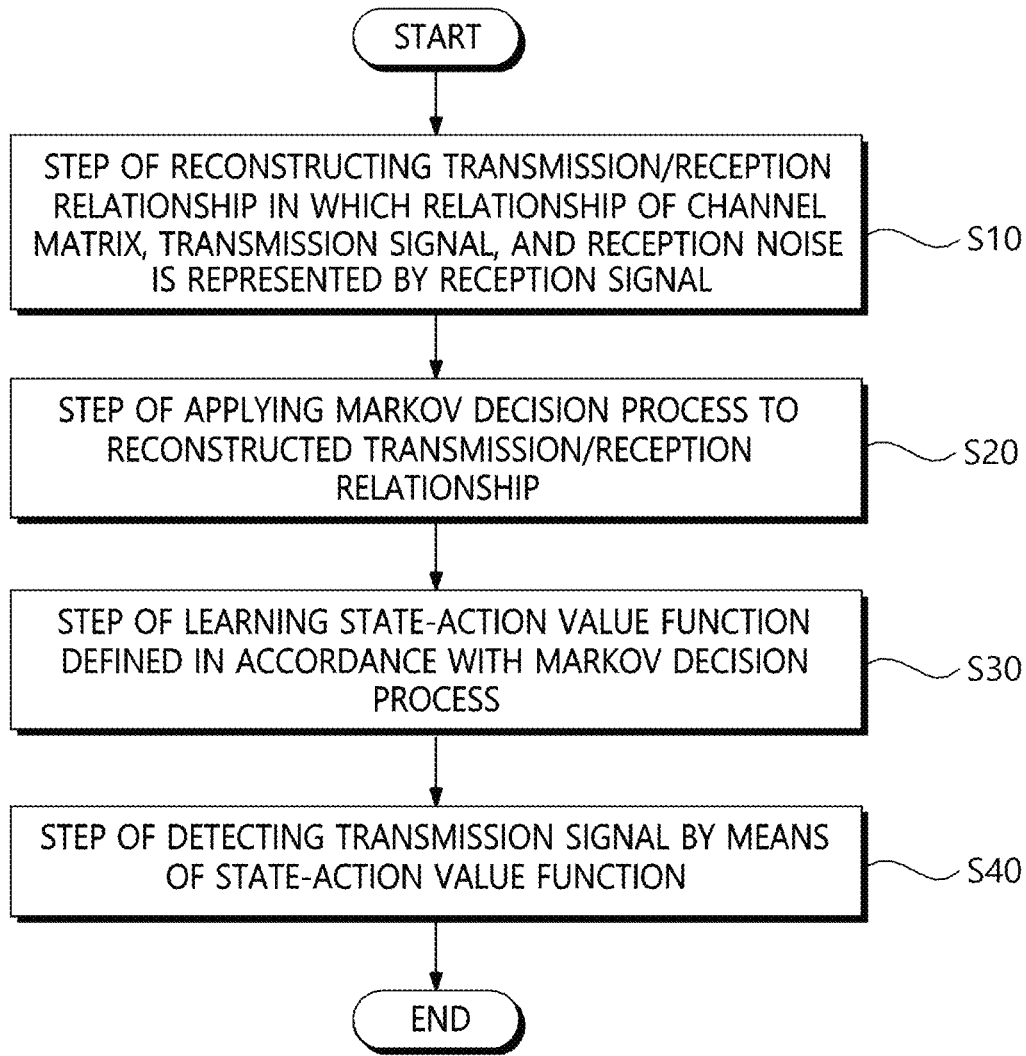 START
STEP OF RECONSTRUCTING TRANSMISSION/RECEPTION
RELATIONSHIP IN WHICH RELATIONSHIP OF CHANNEL
MATRIX, TRANSMISSION SIGNAL, AND RECEPTION NOISE
IS REPRESENTED BY RECEPTION SIGNAL
S10
STEP OF APPLYING MARKOV DECISION PROCESS TO
RECONSTRUCTED TRANSMISSION/RECEPTION
RELATIONSHIP
S20
STEP OF LEARNING STATE-ACTION VALUE FUNCTION
DEFINED IN ACCORDANCE WITH MARKOV DECISION
PROCESS
S30
STEP OF DETECTING TRANSMISSION SIGNAL BY MEANS
OF STATE-ACTION VALUE FUNCTION
S40
END